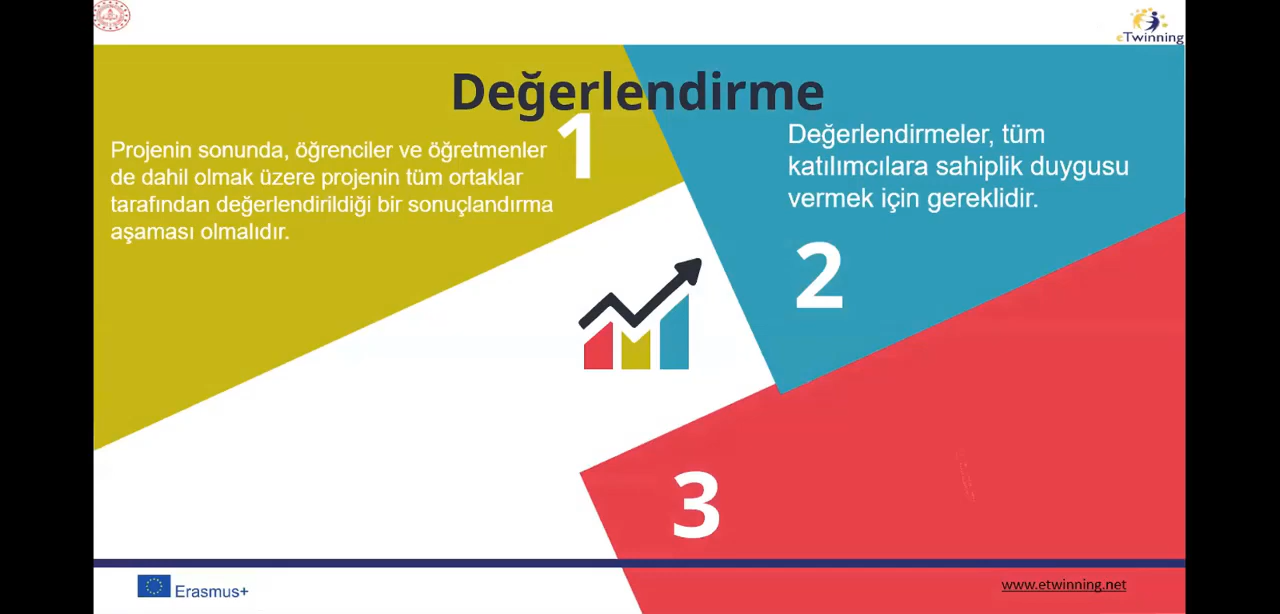 eTwinning
Değerlendirme
1
Projenin sonunda, öğrenciler ve öğretmenler
de dahil olmak üzere projenin tüm ortaklar
tarafından değerlendirildiği bir sonuçlandırma
aşaması olmalıdır.
Değerlendirmeler, tüm
katılımcılara sahiplik duygusu
vermek için gereklidir.
2
3
Erasmus+
www.etwinning.net